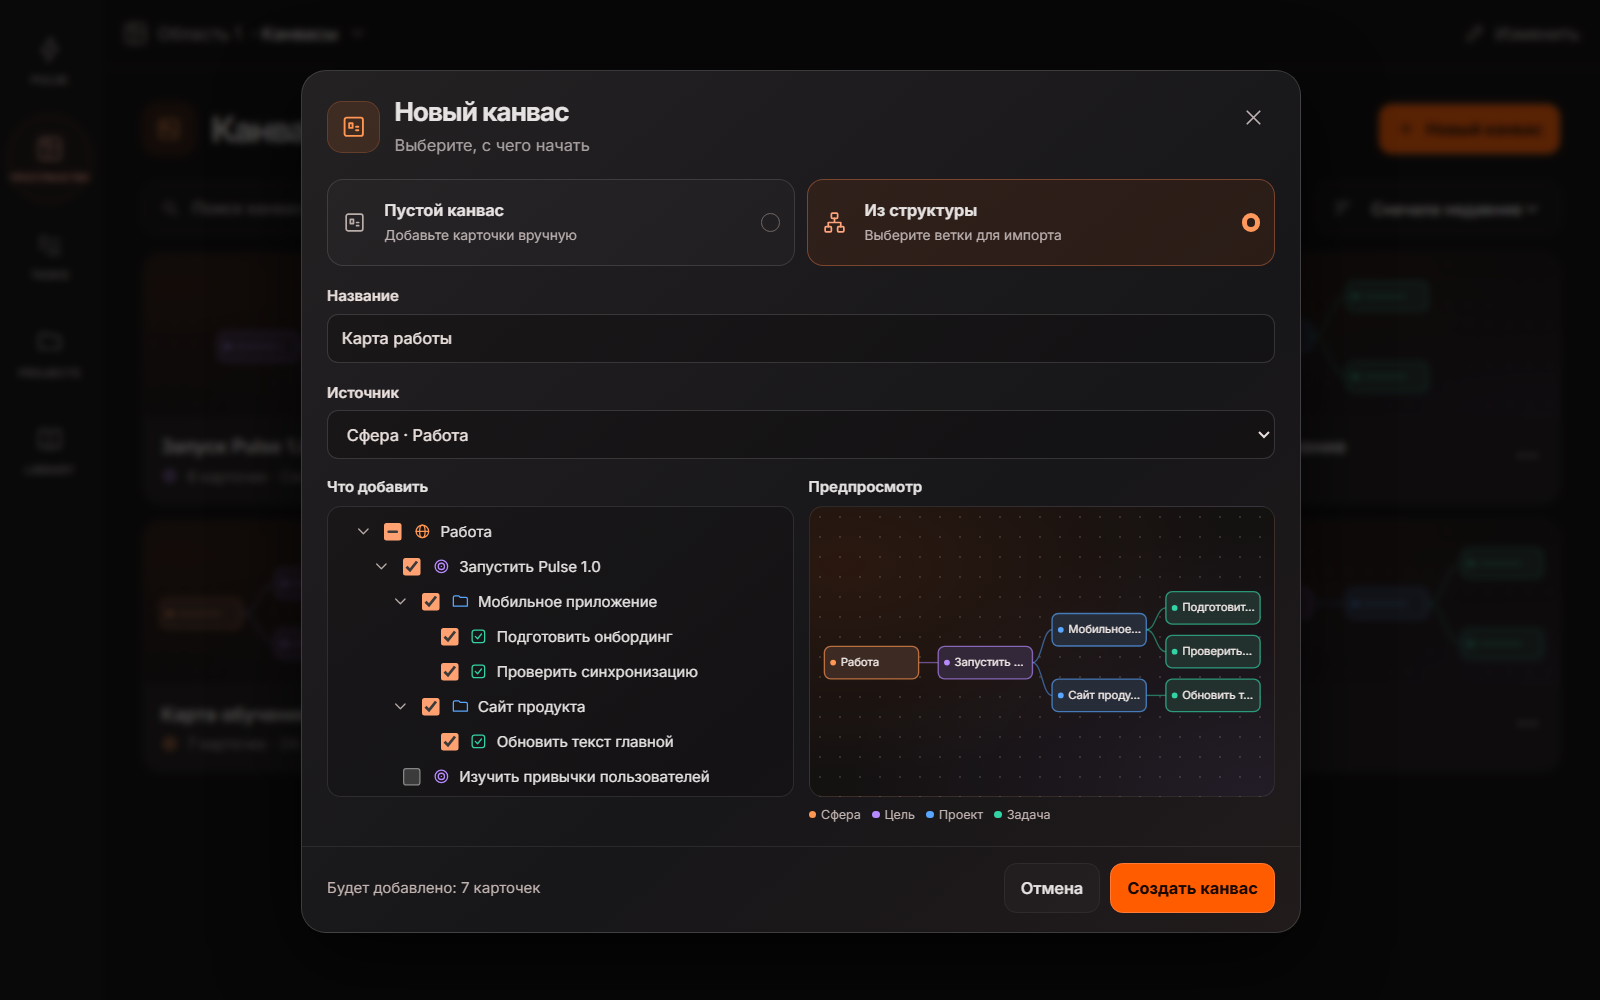 Новый канвас
Выберите, с чего начать
Пустой канвас
Добавьте карточки вручную
Из структуры
Выберите ветки для импорта
Название
Карта работы
Источник
Сфера · Работа
Что добавить
Работа
Запустить Pulse 1.0
Мобильное приложение
Подготовить онбординг
Проверить синхронизацию
Сайт продукта
Обновить текст главной
Изучить привычки пользователей
Предпросмотр
Работа
Запустить ...
Мобильное...
Сайт проду...
Подготовит...
Проверить...
Обновить т...
Сфера Цель Проект Задача
Будет добавлено: 7 карточек
Отмена
Создать канвас